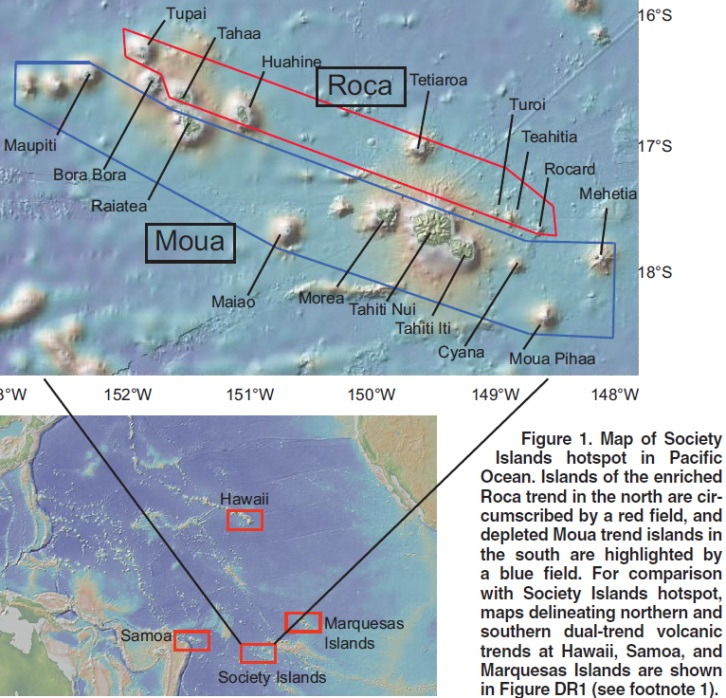 16°S
Tupai
Tahaa
Huahine
Roca
Tetiaroa
Turoi
Teahitia
17°S
Maupiti
Bora Bora
Rocard
Mehetia
Raiatea
Moua
18°S
Maiao
Morea
Tahiti Nui
Tahiti Iti
Cyana
Moua Pihaa
3°W
152°W
151°W
150°W
149°W
148°W
Hawaii
Samoa
Marquesas
Islands
Society Islands
Figure 1. Map of Society
Islands hotspot in Pacific
Ocean. Islands of the enriched
Roca trend in the north are cir-
cumscribed by a red field, and
depleted Moua trend islands in
the south are highlighted by
a blue field. For comparison
with Society Islands hotspot,
maps delineating northern and
southern dual-trend volcanic
trends at Hawaii, Samoa, and
Marquesas Islands are shown
in Figure DR1 (see footnote 1).